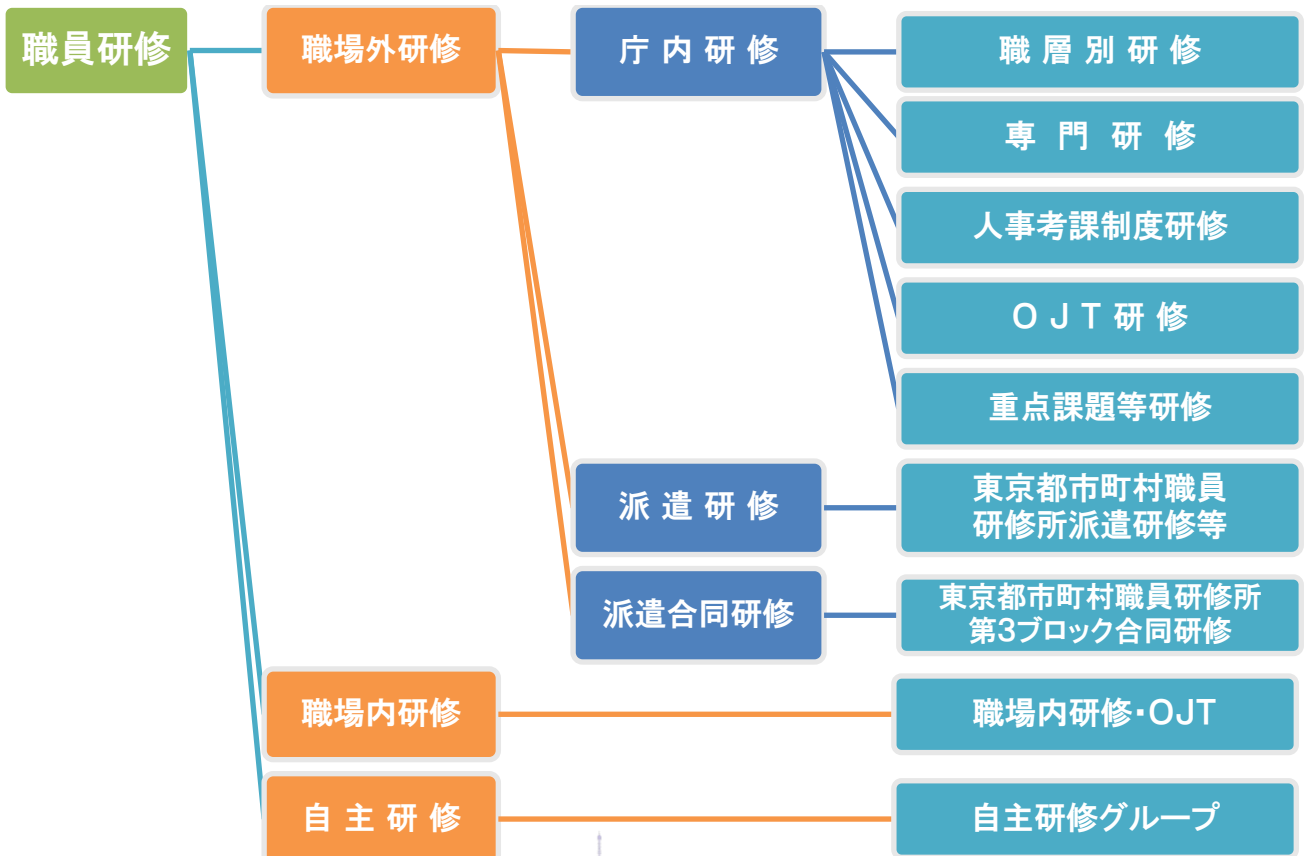 職員研修
職場外研修
庁内研修
職層別研修
専門研修
人事考課制度研修
OJT研修
重点課題等研修
派遣研修
東京都市町村職員
研修所派遣研修等
派遣合同研修
東京都市町村職員研修所
第3ブロック合同研修
職場内研修
職場内研修・OJT
自主研修
自主研修グループ